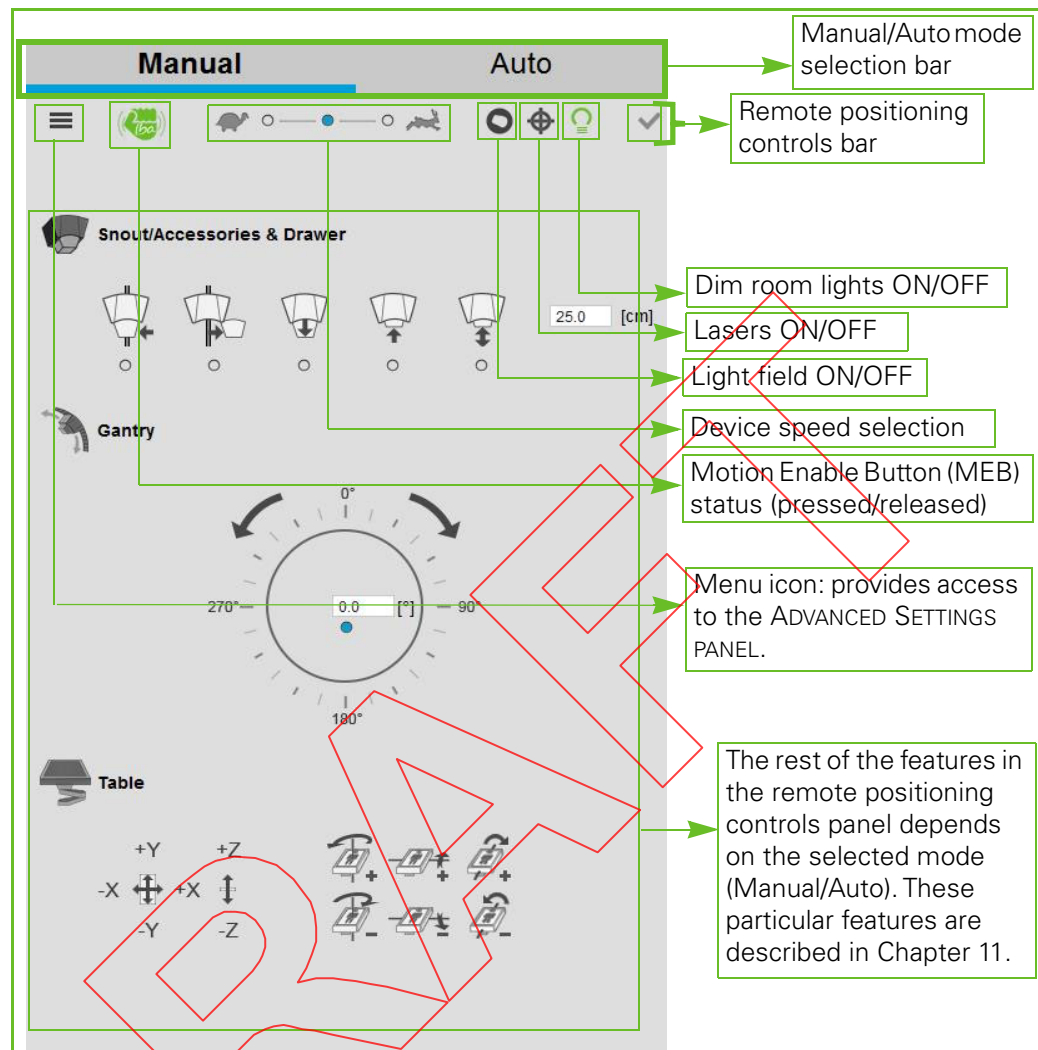 Manual Auto
Manual/Auto mode
selection bar
iba
Remote positioning
controls bar
Snout/Accessories & Drawer
25.0 [cm]
Dim room lights ON/OFF
Lasers ON/OFF
Light field ON/OFF
Device speed selection
Motion Enable Button (MEB)
status (pressed/released)
Gantry
0°
270° 0.0 [°] 90°
180°
Menu icon: provides access
to the ADVANCED SETTINGS
PANEL.
Table
+Y +Z
-X +X
-Y -Z
+ + +
- - -
The rest of the features in
the remote positioning
controls panel depends
on the selected mode
(Manual/Auto). These
particular features are
described in Chapter 11.